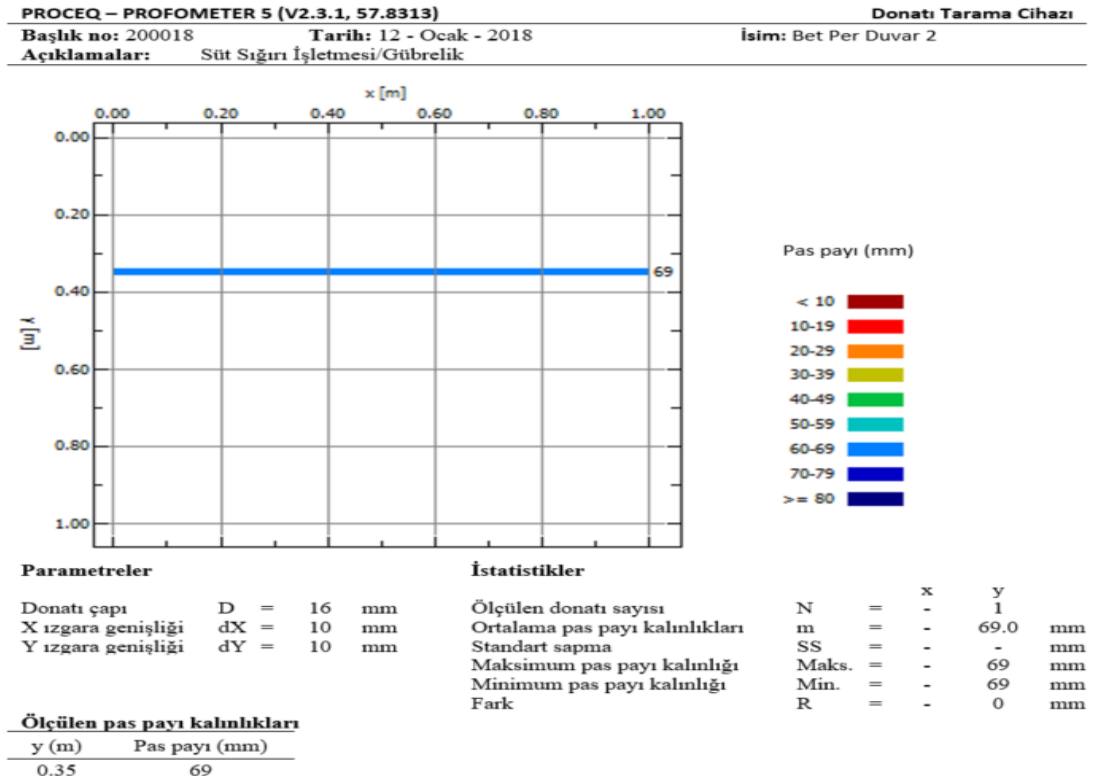 PROCEQ – PROFOMETER 5 (V2.3.1, 57.8313) Donatı Tarama Cihazı
Başlık no: 200018 Tarih: 12 - Ocak - 2018 İsim: Bet Per Duvar 2
Açıklamalar: Süt Sığırı İşletmesi/Gübrelik
x [m]
0.00 0.20 0.40 0.60 0.80 1.00
0.00
0.20
69
0.40
Y [m]
0.60
0.80
1.00
Pas payı (mm)
< 10
10-19
20-29
30-39
40-49
50-59
60-69
70-79
>= 80
Parametreler
Donatı çapı D = 16 mm
X ızgara genişliği dX = 10 mm
Y ızgara genişliği dY = 10 mm
İstatistikler
x y
Ölçülen donatı sayısı N = - 1
Ortalama pas payı kalınlıkları m = - 69.0 mm
Standart sapma SS = - - mm
Maksimum pas payı kalınlığı Maks. = - 69 mm
Minimum pas payı kalınlığı Min. = - 69 mm
Fark R = - 0 mm
Ölçülen pas payı kalınlıkları
y (m) Pas payı (mm)
0.35 69